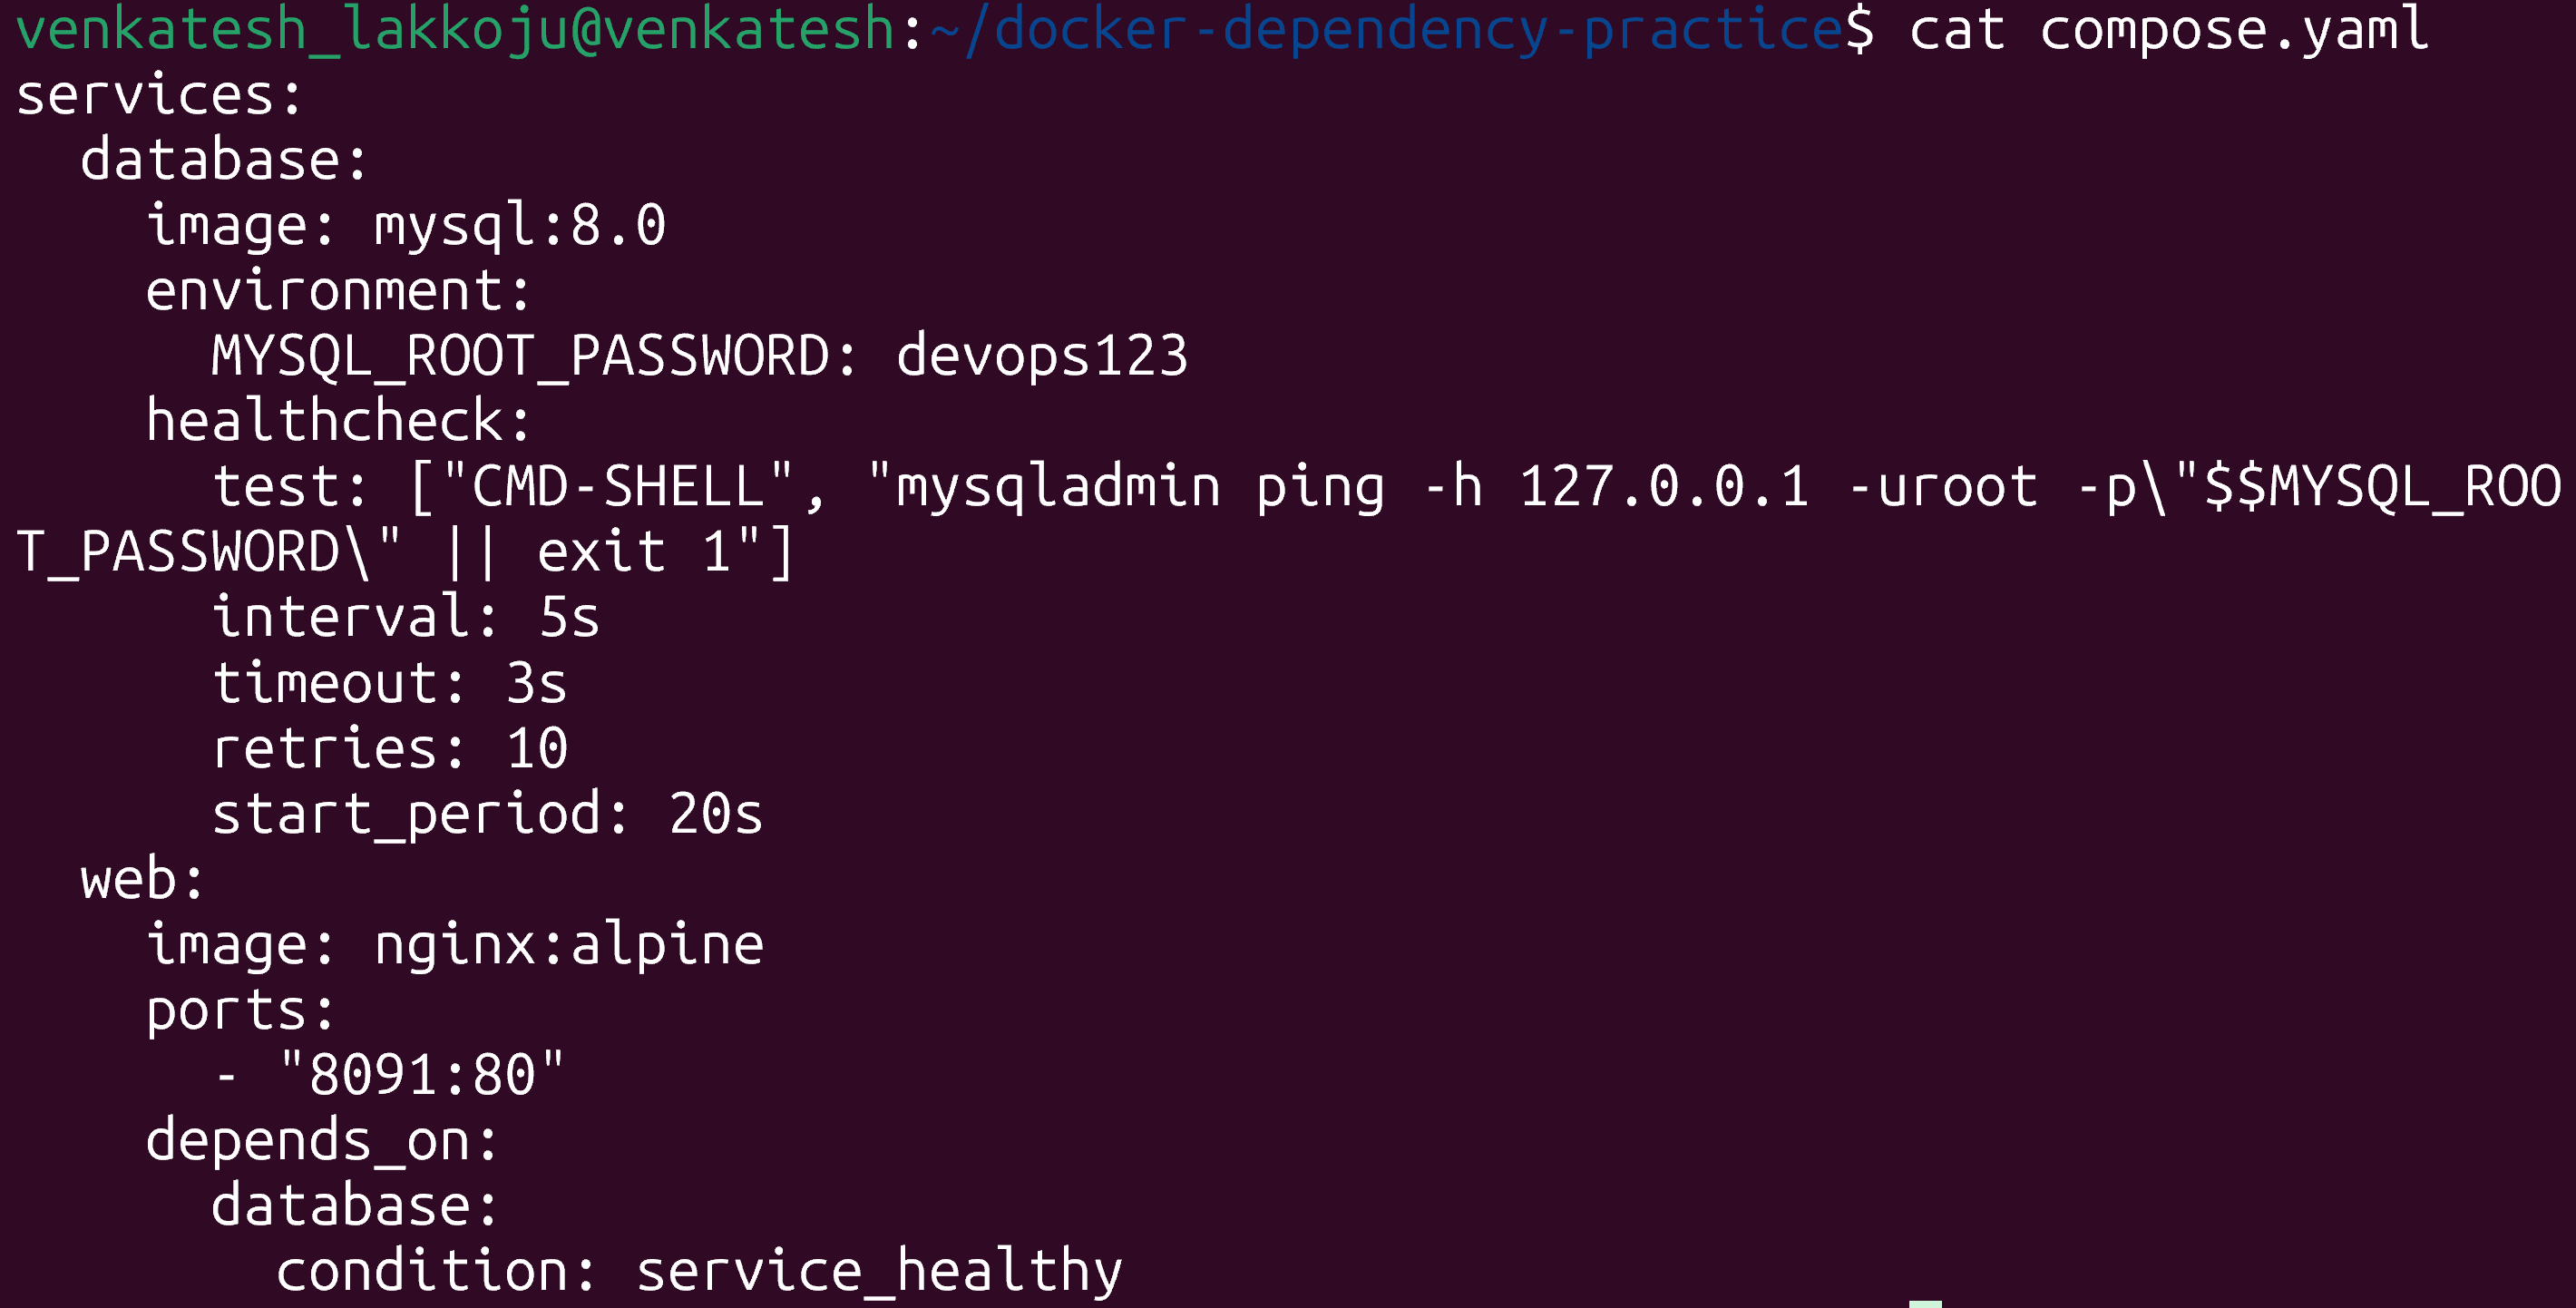 venkatesh_lakkoju@venkatesh:~/docker-dependency-practice$ cat compose.yaml
services:
  database:
    image: mysql:8.0
    environment:
      MYSQL_ROOT_PASSWORD: devops123
    healthcheck:
      test: ["CMD-SHELL", "mysqladmin ping -h 127.0.0.1 -uroot -p\"$$MYSQL_ROO
T_PASSWORD\" || exit 1"]
      interval: 5s
      timeout: 3s
      retries: 10
      start_period: 20s
  web:
    image: nginx:alpine
    ports:
      - "8091:80"
    depends_on:
      database:
        condition: service_healthy